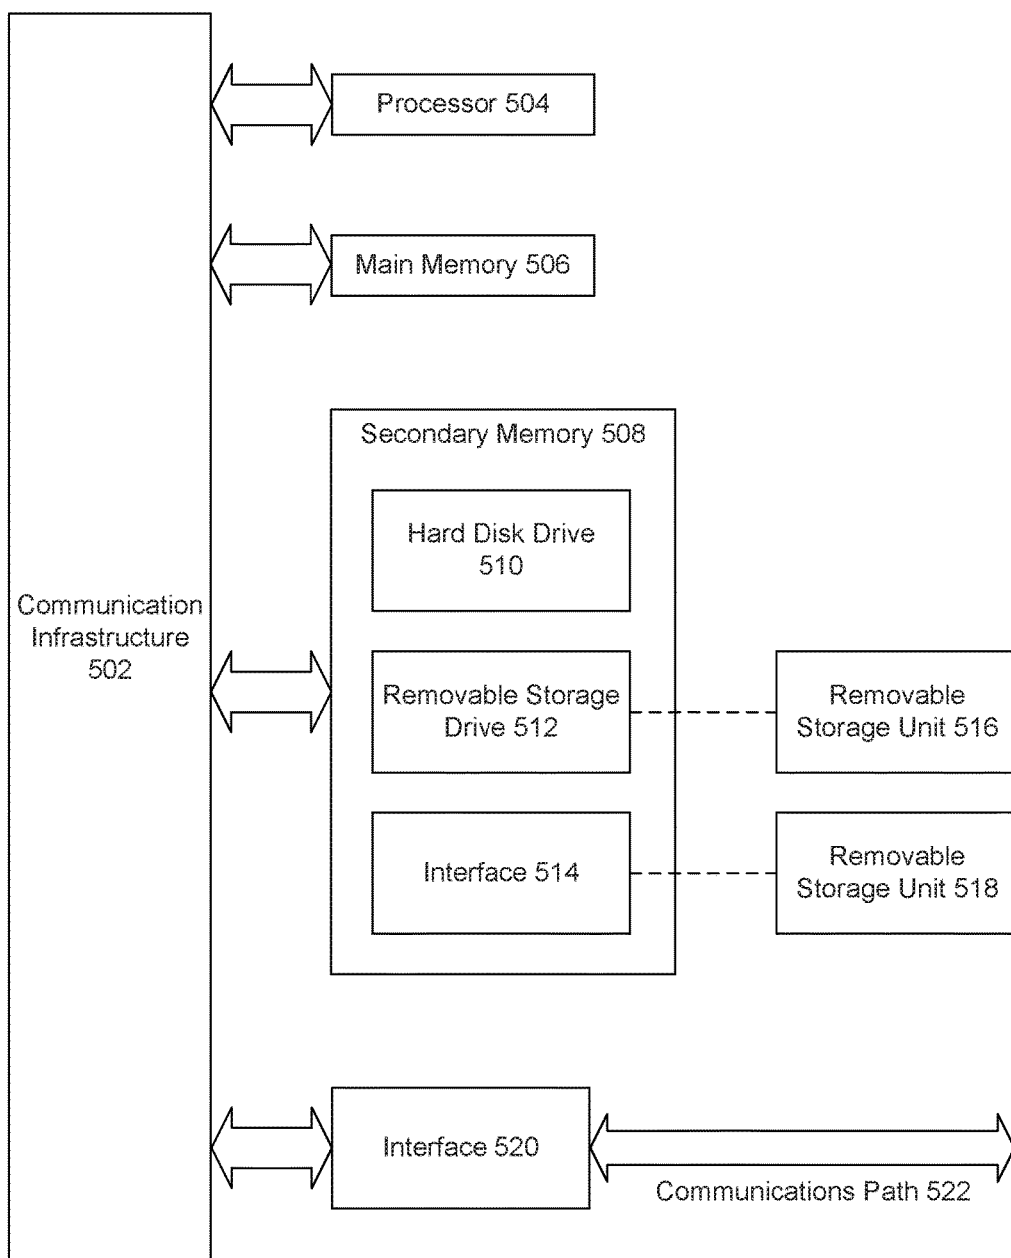 Processor 504
Main Memory 506
Secondary Memory 508
Hard Disk Drive
510
Communication
Infrastructure
502
Removable Storage
Drive 512
Removable
Storage Unit 516
Interface 514
Removable
Storage Unit 518
Interface 520
Communications Path 522